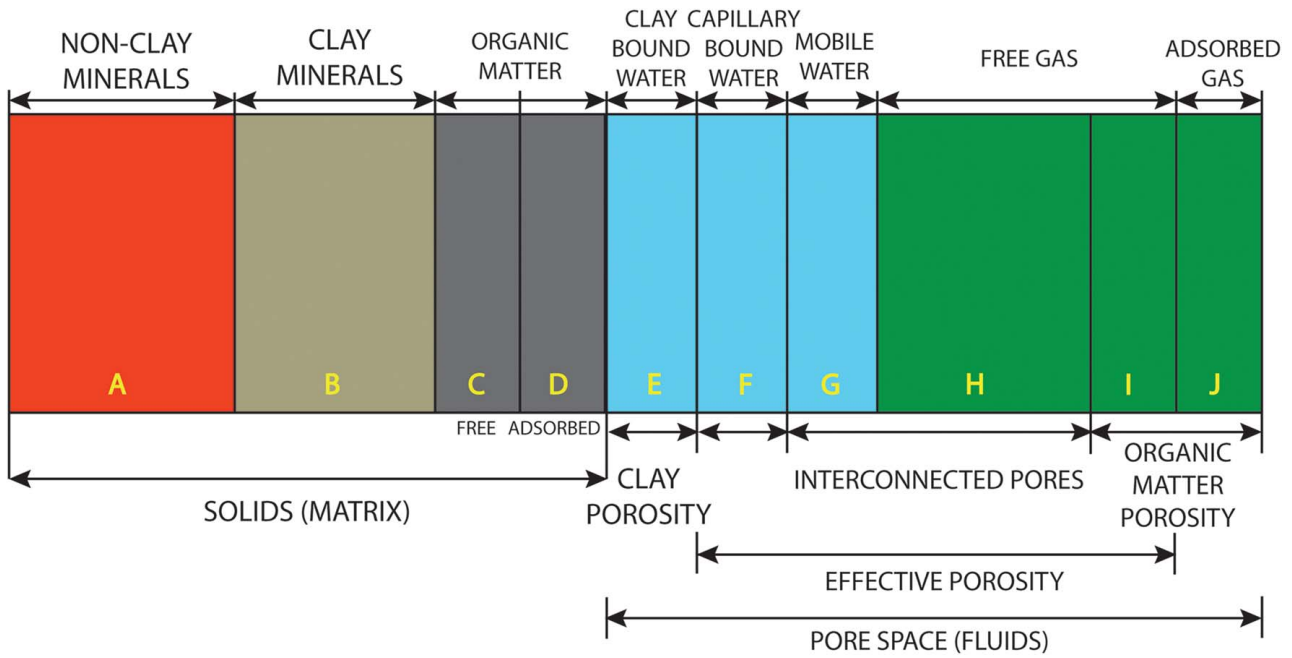 NON-CLAY
MINERALS
CLAY
MINERALS
ORGANIC
MATTER
CLAY
BOUND
WATER
CAPILLARY
BOUND
WATER
MOBILE
WATER
FREE GAS
ADSORBED
GAS
A
B
C
D
E
F
G
H
I
J
FREE
ADSORBED
SOLIDS (MATRIX)
CLAY
POROSITY
INTERCONNECTED PORES
ORGANIC
MATTER
POROSITY
EFFECTIVE POROSITY
PORE SPACE (FLUIDS)